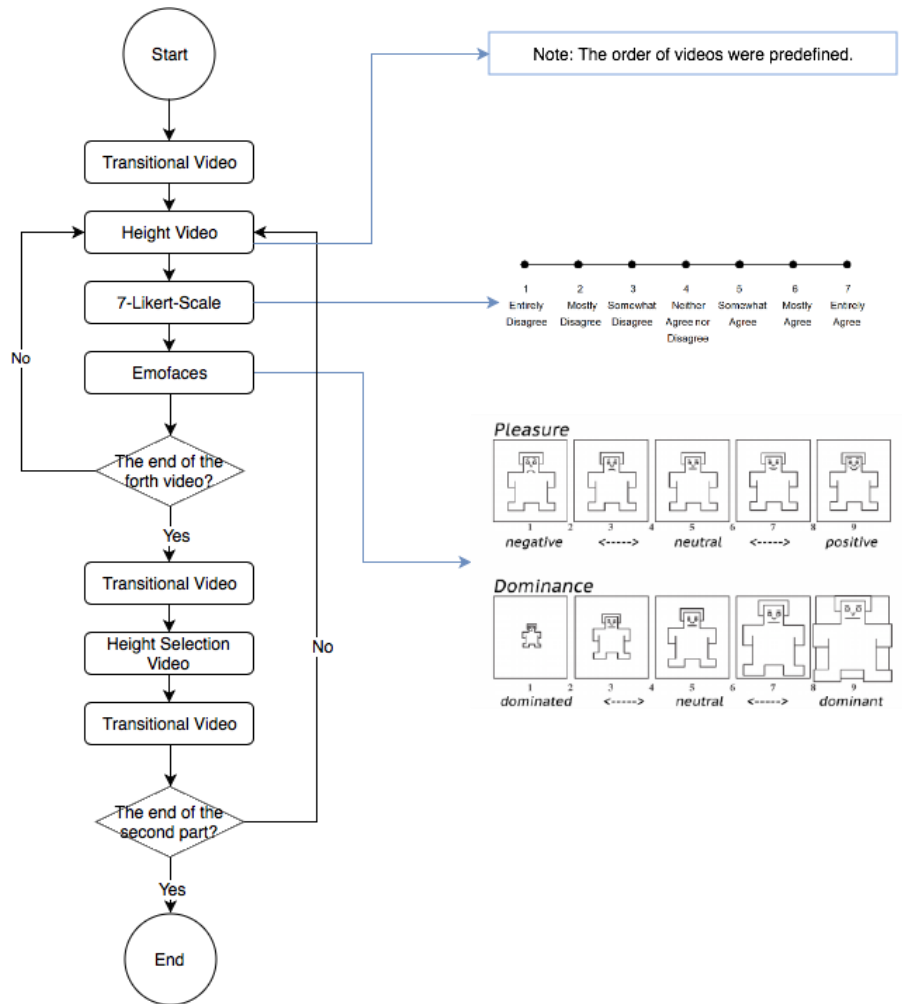 Start
Note: The order of videos were predefined.
Transitional Video
Height Video
7-Likert-Scale
1 2 3 4 5 6 7
Entirely Mostly Somewhat Neither Somewhat Mostly Entirely
Disagree Disagree Disagree Agree nor Agree Agree Agree
Disagree
No
Emofaces
The end of the
forth video?
Yes
Pleasure
1 2 3 4 5 6 7 8 9
negative <-----> neutral <-----> positive
Transitional Video
Height Selection
Video
No
Transitional Video
Dominance
1 2 3 4 5 6 7 8 9
dominated <-----> neutral <-----> dominant
The end of the
second part?
Yes
End